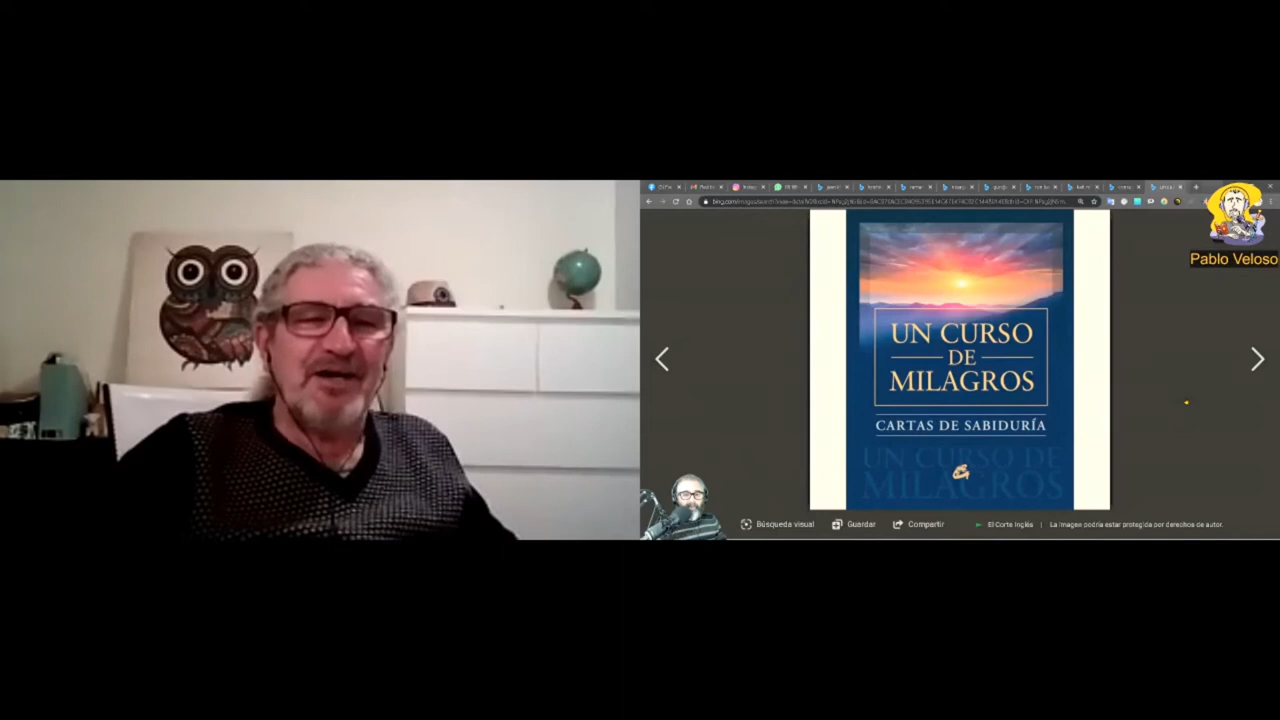 Pablo Veloso
UN CURSO
DE
MILAGROS
CARTAS DE SABIDURÍA
UN CURSO DE
MILAGROS
Búsqueda visual
Guardar
Compartir
El Corte Inglés
La imagen podría estar protegida por derechos de autor.